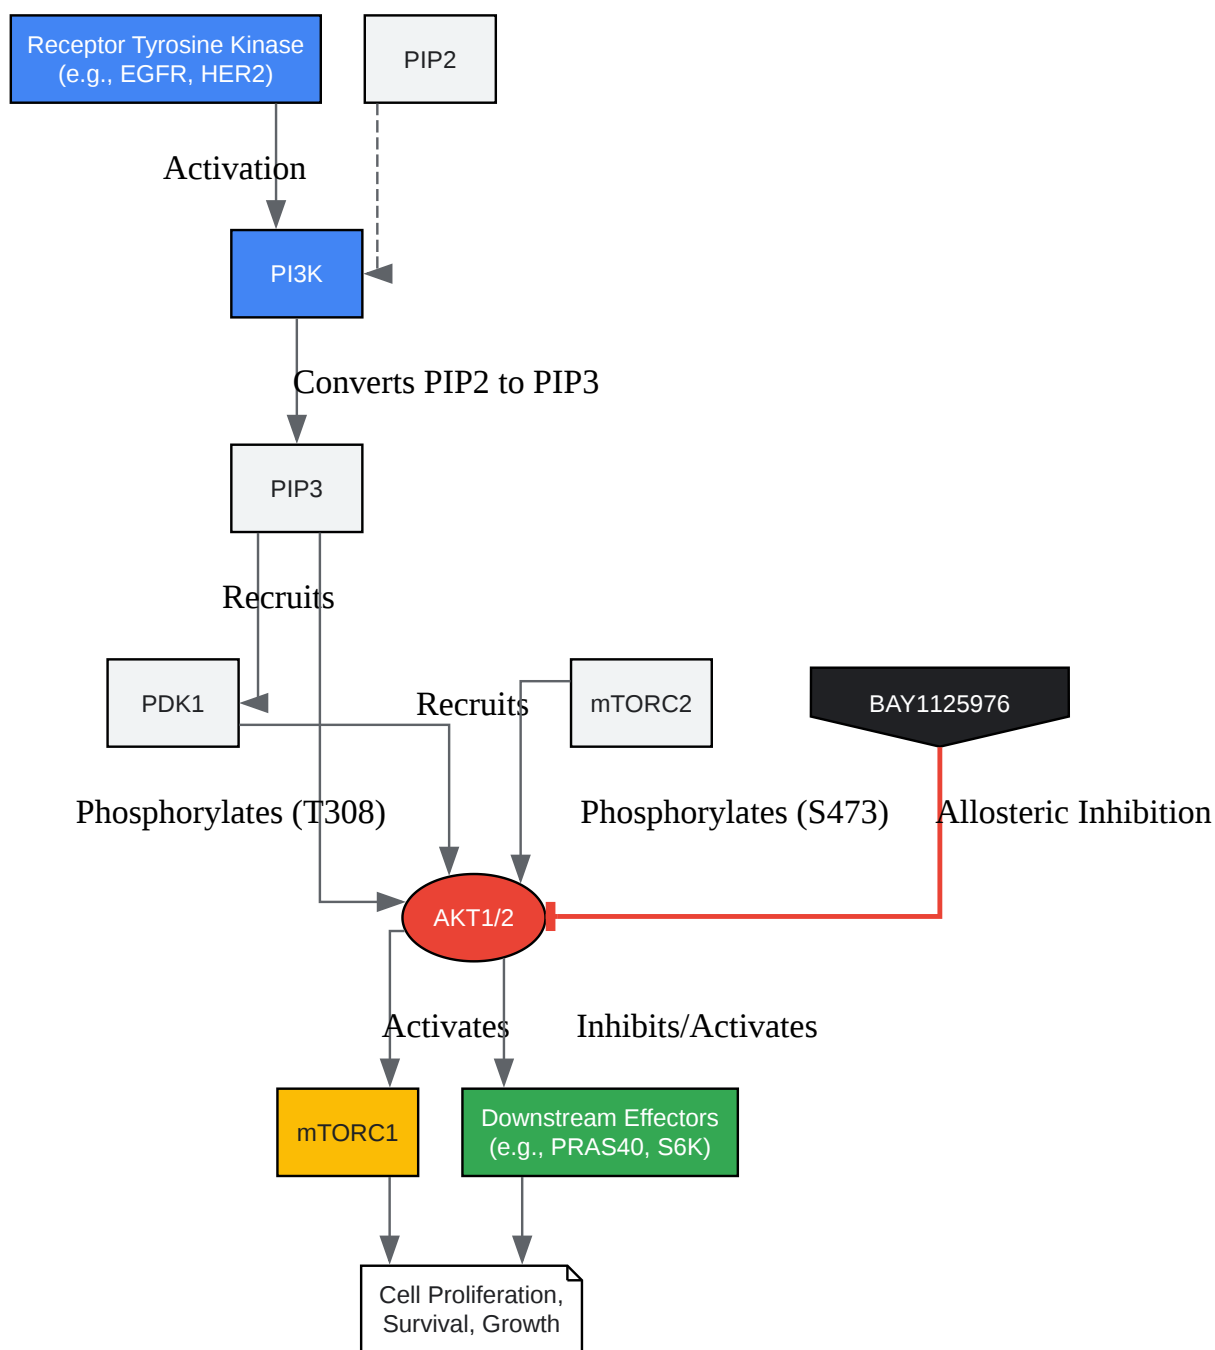 Receptor Tyrosine Kinase
(e.g., EGFR, HER2)
PIP2
Activation
PI3K
Converts PIP2 to PIP3
PIP3
Recruits
PDK1
Recruits
mTORC2
BAY1125976
Phosphorylates (T308)
Phosphorylates (S473)
Allosteric Inhibition
AKT1/2
Activates
Inhibits/Activates
mTORC1
Downstream Effectors
(e.g., PRAS40, S6K)
Cell Proliferation,
Survival, Growth